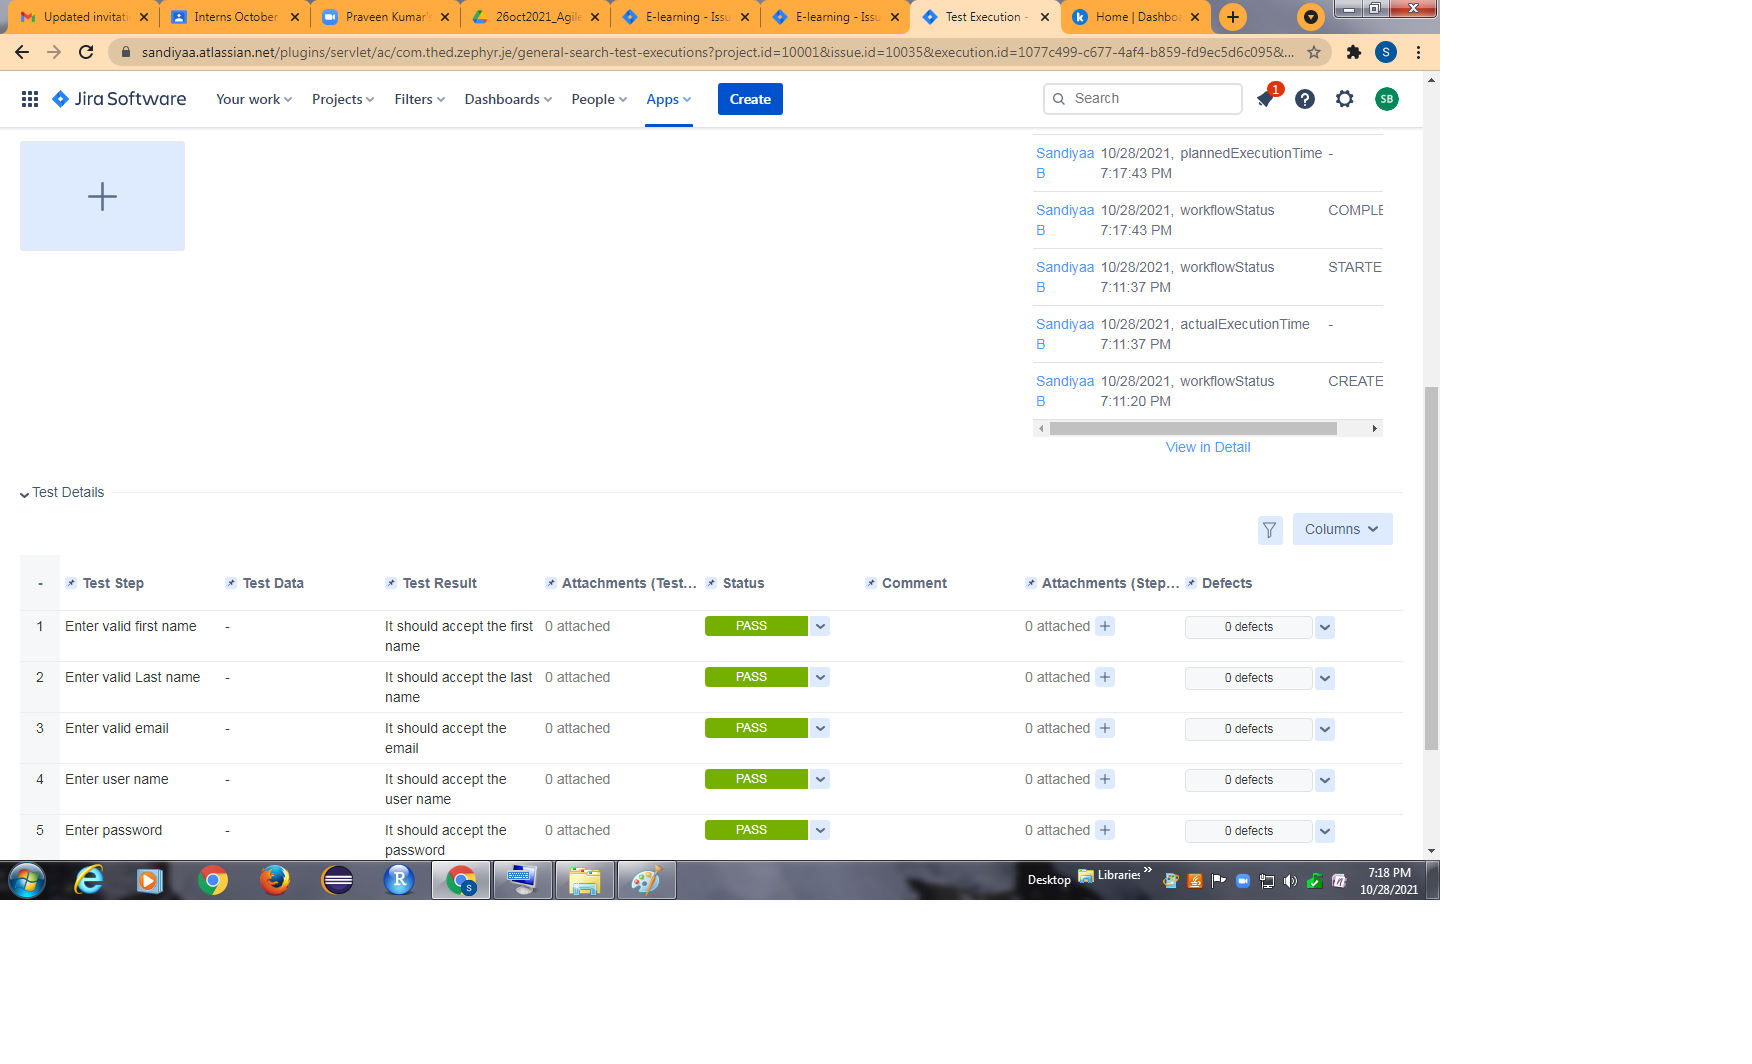 Updated invitati
Interns October
Praveen Kumar's
26oct2021_Agile
E-learning - Issu
E-learning - Issu
Test Execution -
Home | Dashboa
sandiyaa.atlassian.net/plugins/servlet/ac/com.thed.zephyr.je/general-search-test-executions?project.id=10001&issue.id=10035&execution.id=1077c499-c677-4af4-b859-fd9ec5d6c095&...
S
Jira Software
Your work
Projects
Filters
Dashboards
People
Apps
Create
Search
1
SB
Sandiyaa B 10/28/2021, 7:17:43 PM plannedExecutionTime -
Sandiyaa B 10/28/2021, 7:17:43 PM workflowStatus COMPLE
Sandiyaa B 10/28/2021, 7:11:37 PM workflowStatus STARTE
Sandiyaa B 10/28/2021, 7:11:37 PM actualExecutionTime -
Sandiyaa B 10/28/2021, 7:11:20 PM workflowStatus CREATE
View in Detail
Test Details
Columns
- Test Step Test Data Test Result Attachments (Test... Status Comment Attachments (Step... Defects
1 Enter valid first name - It should accept the first name 0 attached PASS 0 attached 0 defects
2 Enter valid Last name - It should accept the last name 0 attached PASS 0 attached 0 defects
3 Enter valid email - It should accept the email 0 attached PASS 0 attached 0 defects
4 Enter user name - It should accept the user name 0 attached PASS 0 attached 0 defects
5 Enter password - It should accept the password 0 attached PASS 0 attached 0 defects
Desktop
Libraries
7:18 PM
10/28/2021